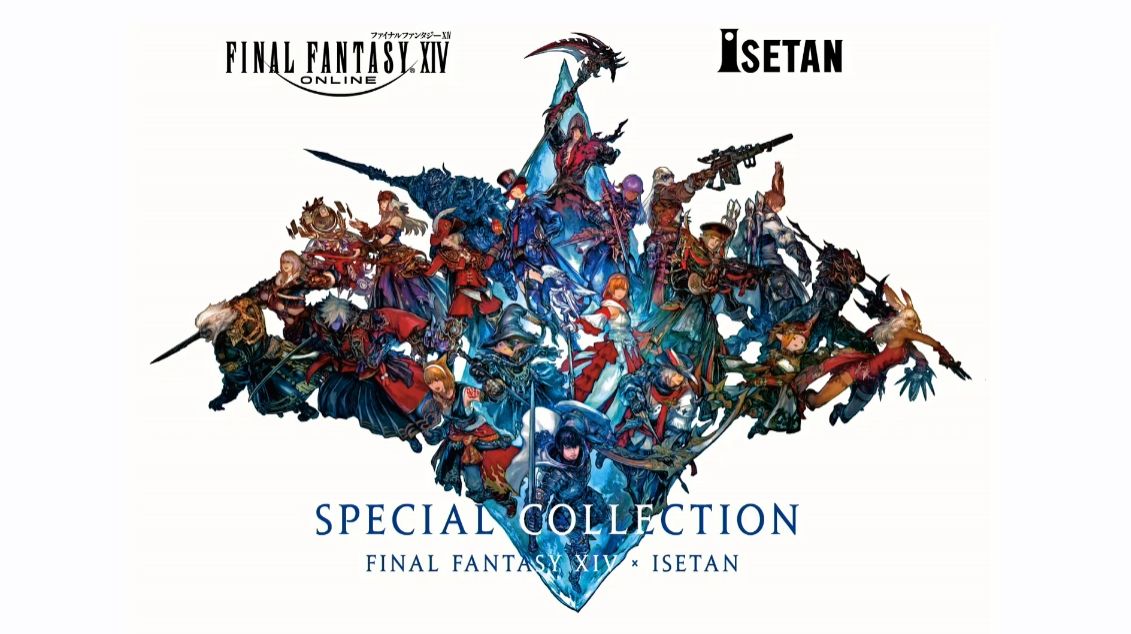 ファイナルファンタジーXIV
FINAL FANTASY® XIV
ONLINE
ISETAN
SPECIAL COLLECTION
FINAL FANTASY XIV × ISETAN